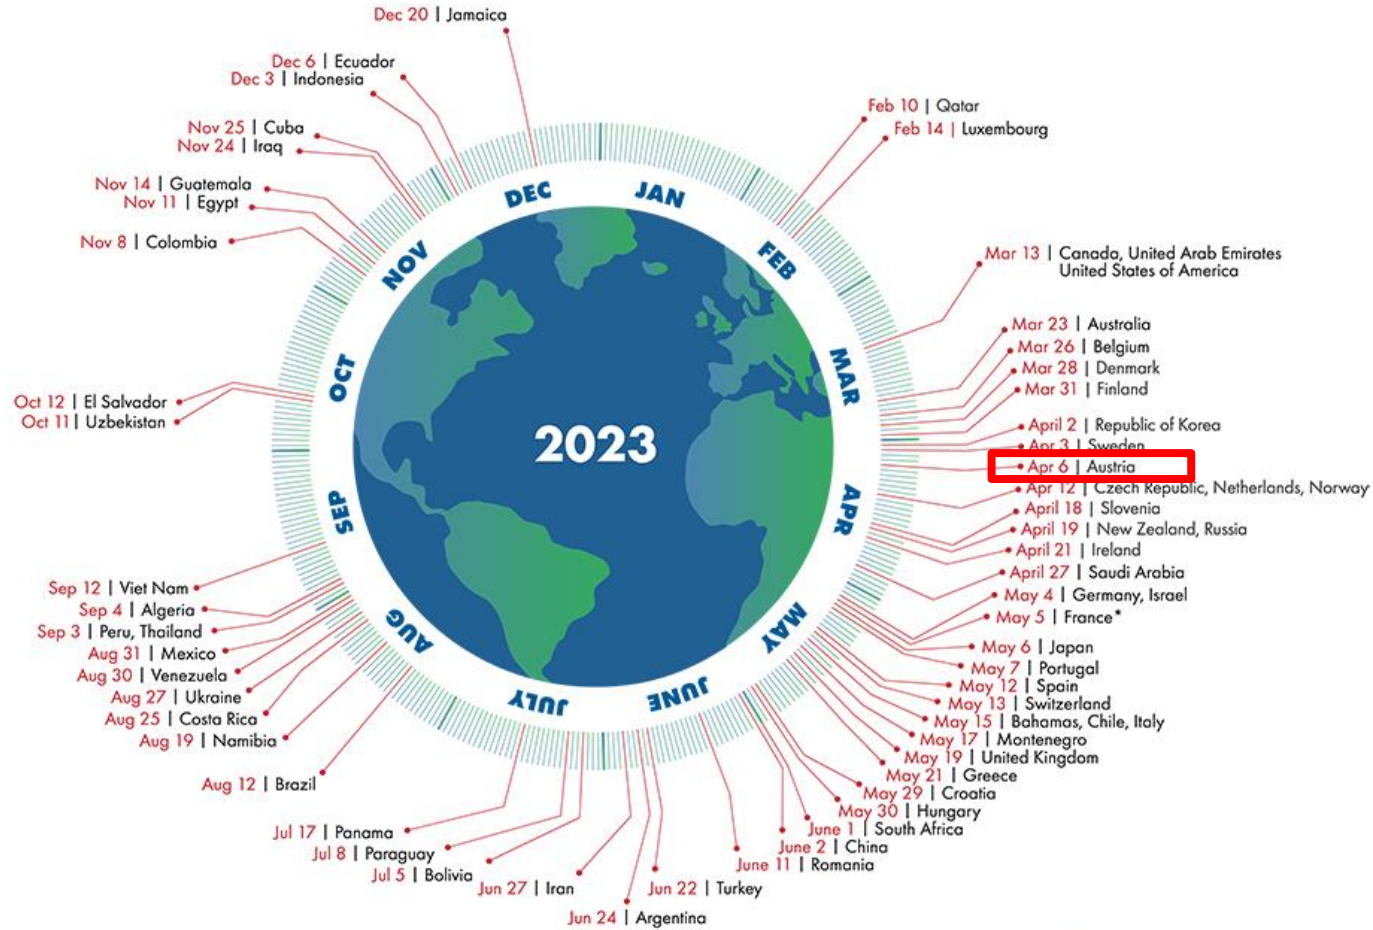 Dec 20 | Jamaica
Dec 6 | Ecuador
Dec 3 | Indonesia
Nov 25 | Cuba
Nov 24 | Iraq
Nov 14 | Guatemala
Nov 11 | Egypt
Nov 8 | Colombia
Oct 12 | El Salvador
Oct 11 | Uzbekistan
Sep 12 | Viet Nam
Sep 4 | Algeria
Sep 3 | Peru, Thailand
Aug 31 | Mexico
Aug 30 | Venezuela
Aug 27 | Ukraine
Aug 25 | Costa Rica
Aug 19 | Namibia
Aug 12 | Brazil
Jul 17 | Panama
Jul 8 | Paraguay
Jul 5 | Bolivia
Jun 27 | Iran
Jun 24 | Argentina
Jun 22 | Turkey
DEC
JAN
FEB
MAR
APR
MAY
JUNE
JULY
AUG
SEP
OCT
NOV
2023
Feb 10 | Qatar
Feb 14 | Luxembourg
Mar 13 | Canada, United Arab Emirates
United States of America
Mar 23 | Australia
Mar 26 | Belgium
Mar 28 | Denmark
Mar 31 | Finland
April 2 | Republic of Korea
Apr 3 | Sweden
Apr 6 | Austria
Apr 12 | Czech Republic, Netherlands, Norway
April 18 | Slovenia
April 19 | New Zealand, Russia
April 21 | Ireland
April 27 | Saudi Arabia
May 4 | Germany, Israel
May 5 | France*
May 6 | Japan
May 7 | Portugal
May 12 | Spain
May 13 | Switzerland
May 15 | Bahamas, Chile, Italy
May 17 | Montenegro
May 19 | United Kingdom
May 21 | Greece
May 29 | Croatia
May 30 | Hungary
June 1 | South Africa
June 2 | China
June 11 | Romania